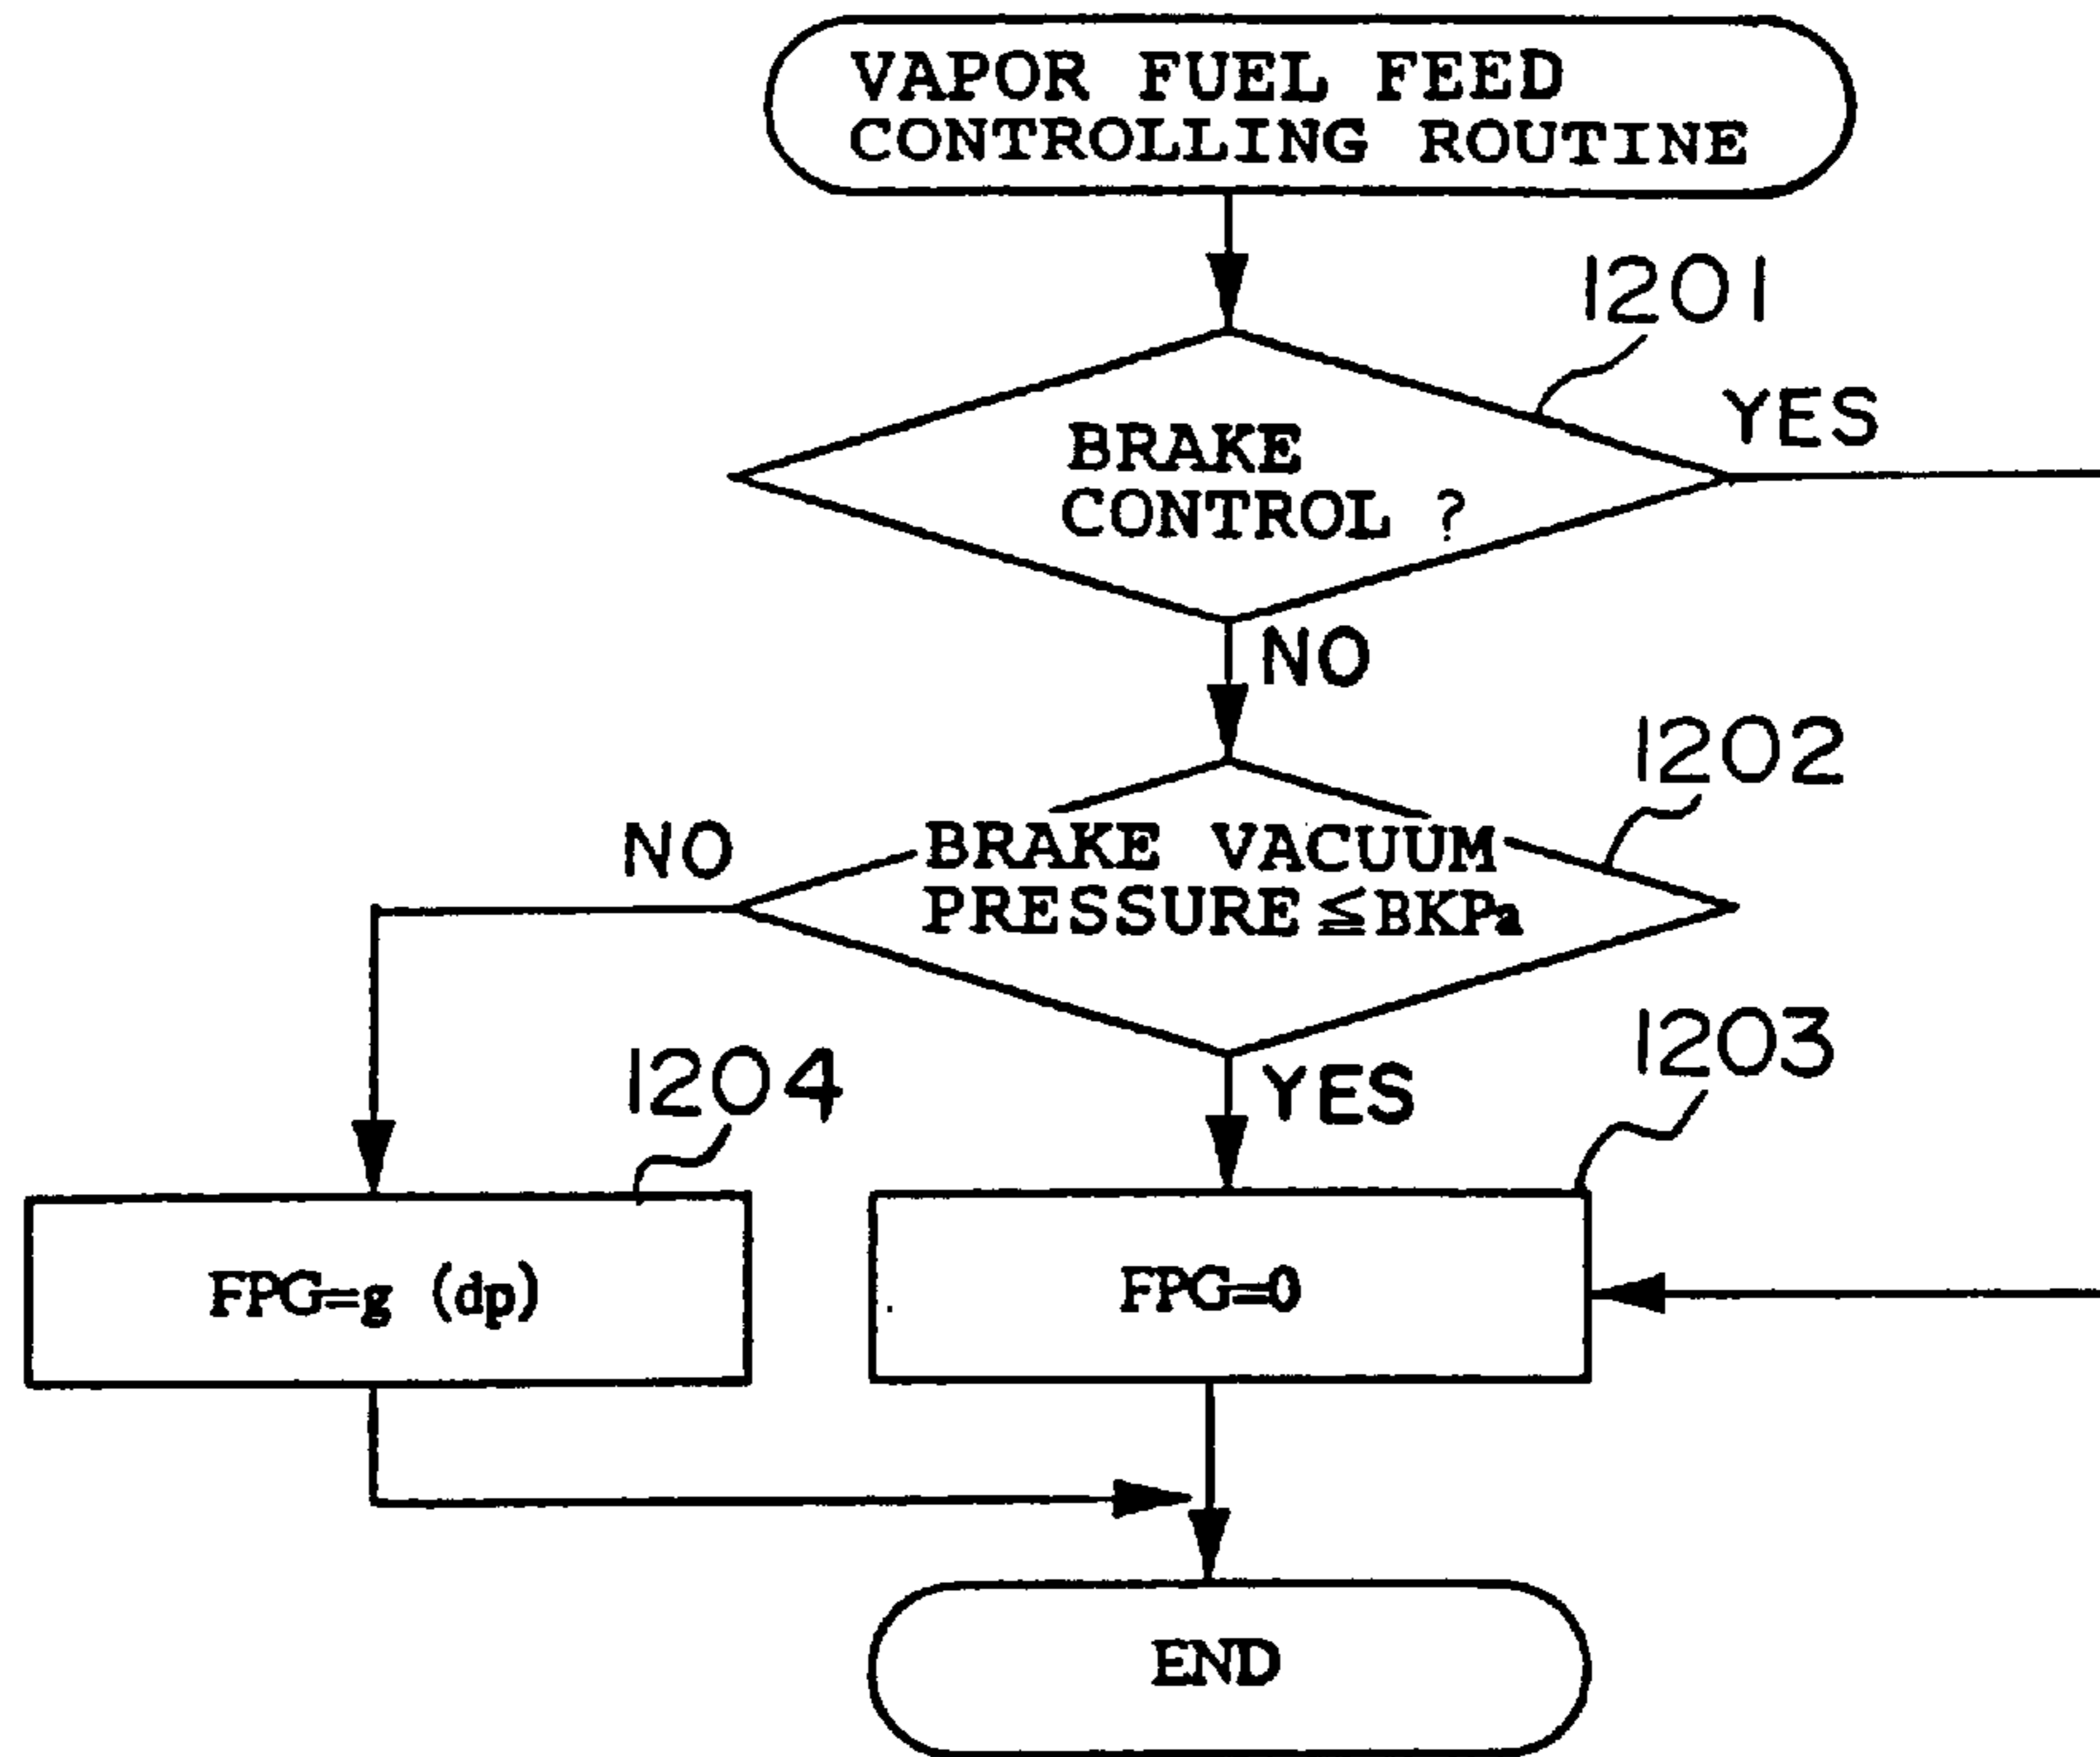 VAPOR FUEL FEED
CONTROLLING ROUTINE
1201
YES
BRAKE
CONTROL ?
NO
1202
NO
BRAKE VACUUM
PRESSURE≦BKPa
1203
YES
1204
FPG=g (dp)
FPG=0
END